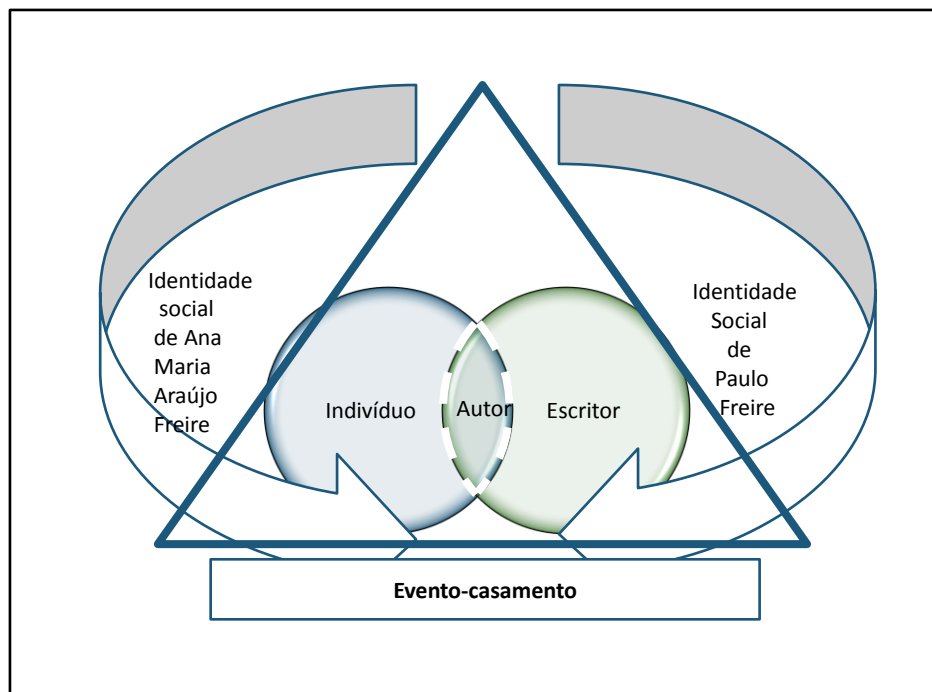 Identidade
social
de Ana
Maria
Araújo
Freire
Indivíduo
Autor
Escritor
Identidade
Social
de
Paulo
Freire
Evento-casamento